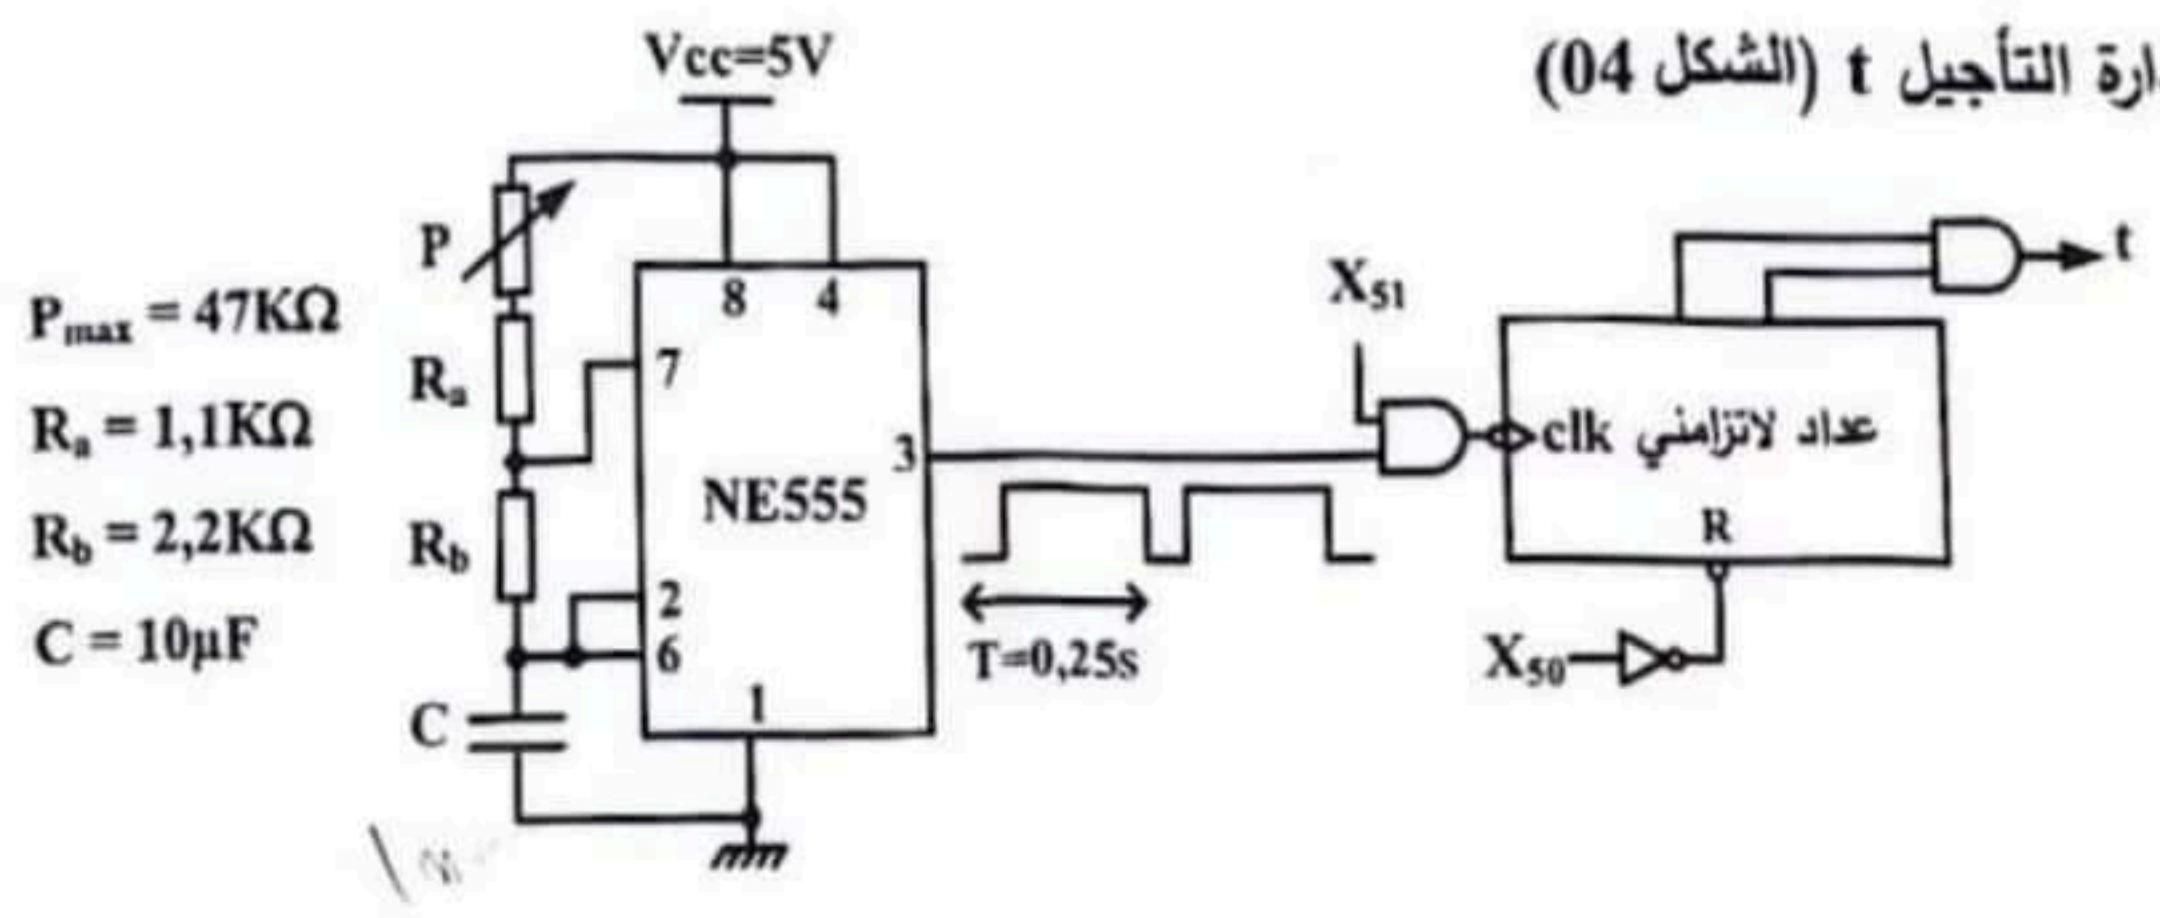 ارة التأجيل t (الشكل 04)
Vcc=5V
P
Pmax = 47KΩ
Ra = 1,1KΩ
Rb = 2,2KΩ
C = 10µF
Ra
Rb
C
8 4
7
3
NE555
2
6
1
T=0,25s
X51
t
clk عداد لاتزامني
R
X50